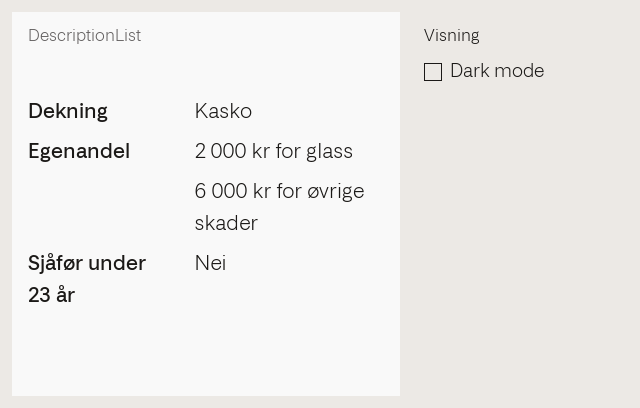 DescriptionList
Dekning Kasko
Egenandel 2 000 kr for glass
6 000 kr for øvrige
skader
Sjåfør under Nei
23 år
Visning
Dark mode